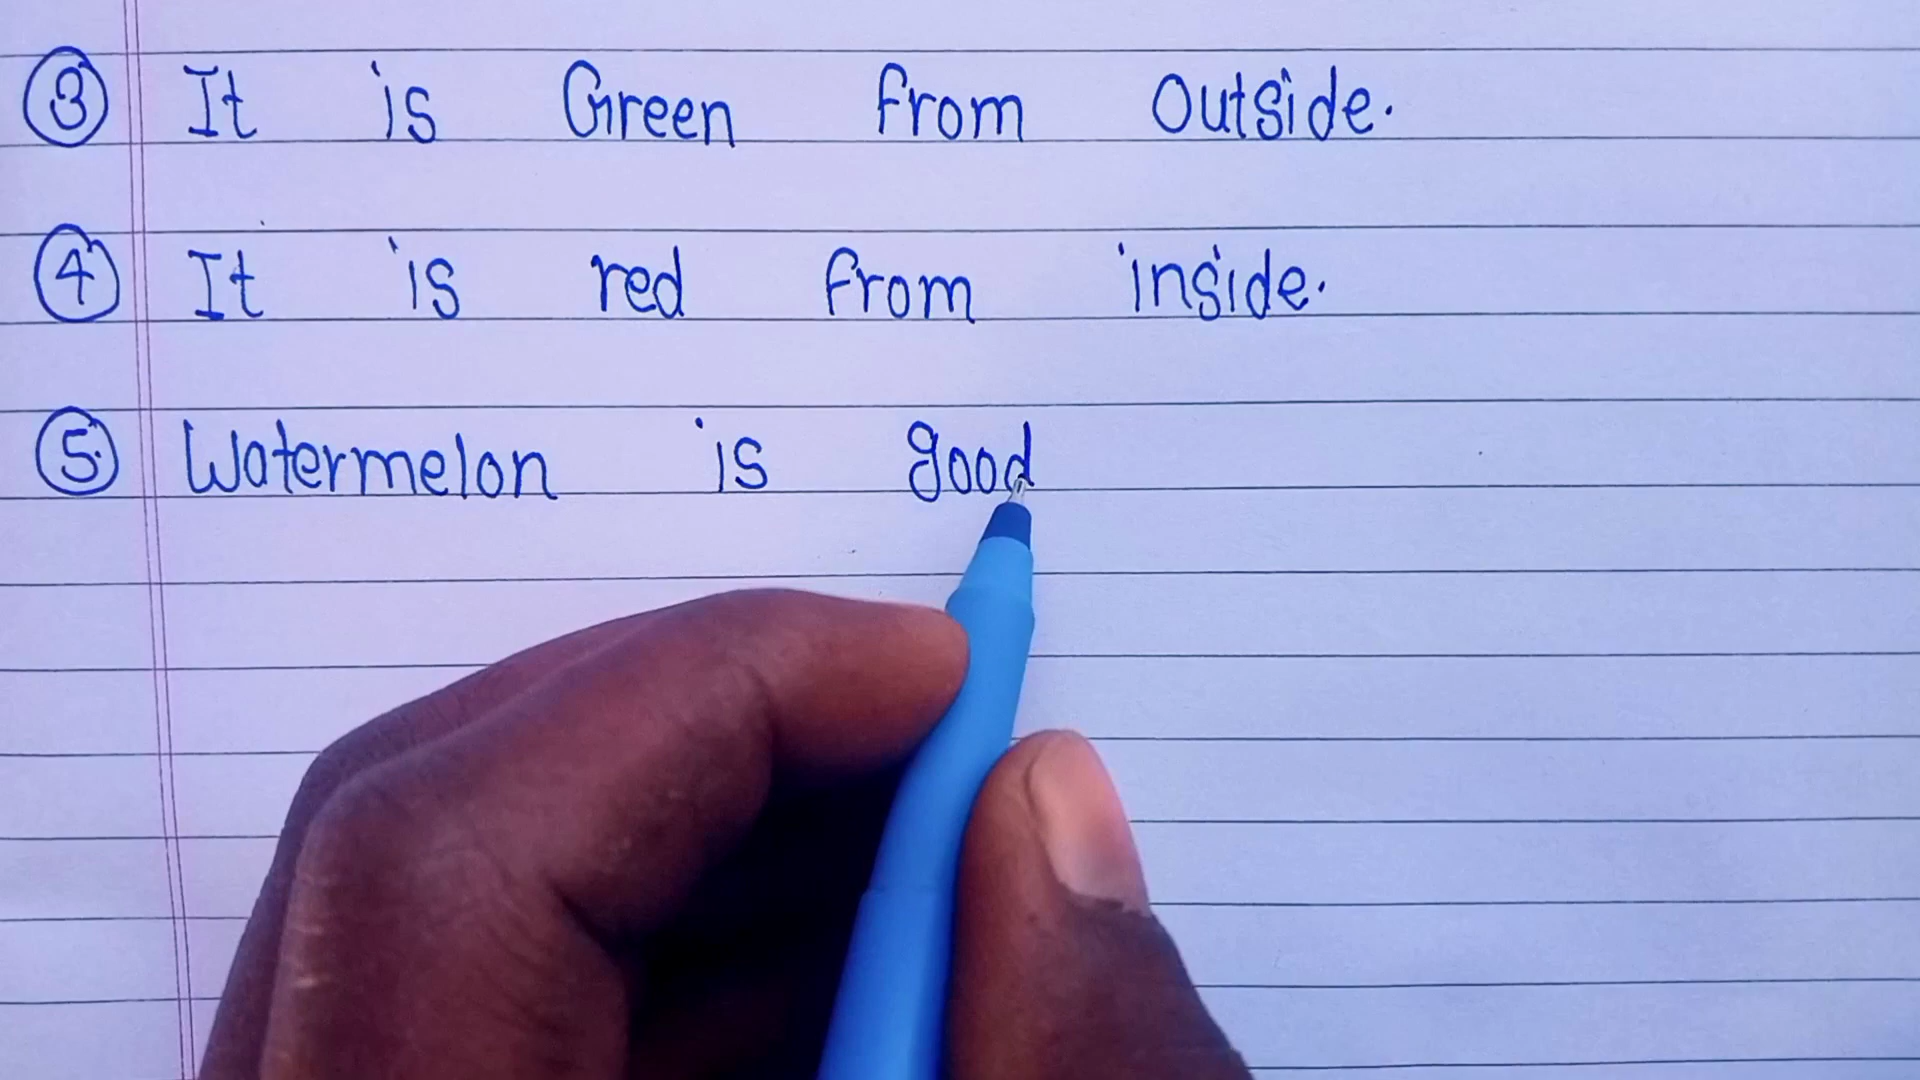 ③ It is Green from Outside.
④ It is red from inside.
⑤ Watermelon is good